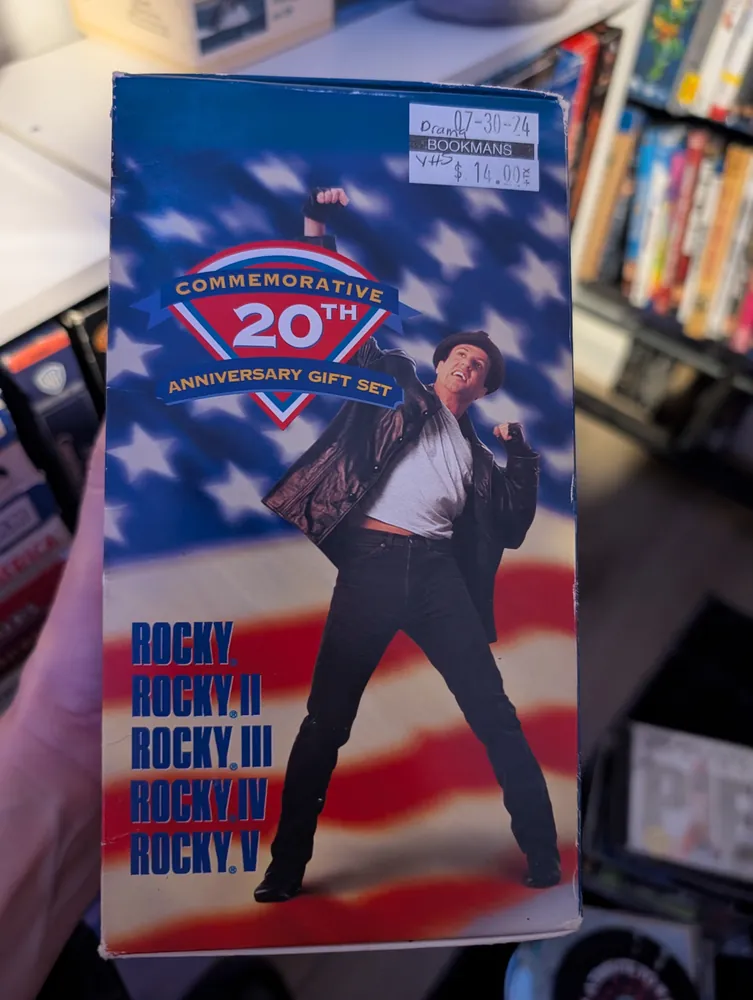 07-30-24
Drama
BOOKMANS
VHS
$ 14.00
COMMEMORATIVE
20TH
ANNIVERSARY GIFT SET
ROCKY®
ROCKY® II
ROCKY® III
ROCKY® IV
ROCKY® V